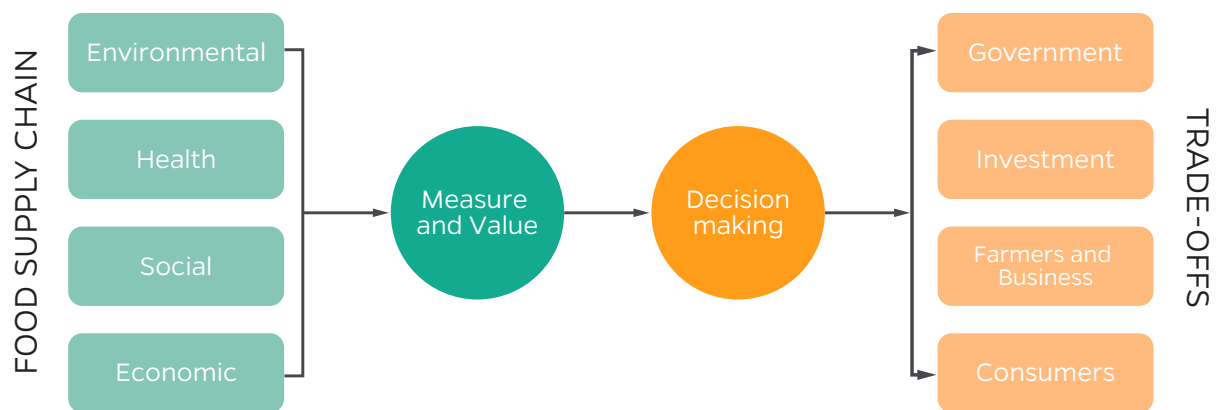 FOOD SUPPLY CHAIN
Environmental
Health
Social
Economic
Measure
and Value
Decision
making
Government
Investment
Farmers and
Business
Consumers
TRADE-OFFS